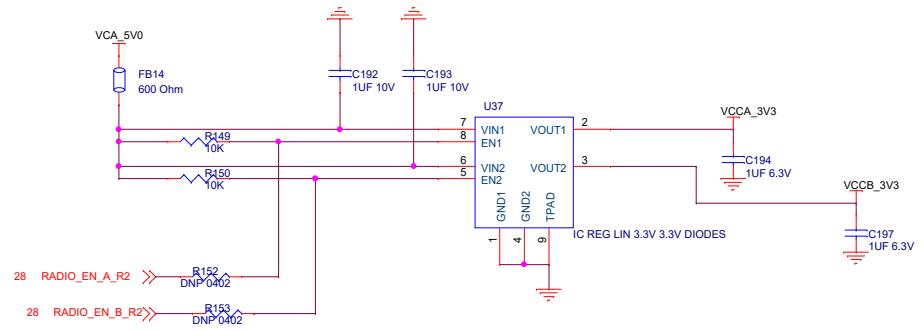 VCA_5V0
FB14
600 Ohm
C192
1UF 10V
C193
1UF 10V
U37
R149
10K
R150
10K
7
8
6
5
VIN1
EN1
VIN2
EN2
VOUT1
VOUT2
2
3
GND1
GND2
TPAD
1
4
9
IC REG LIN 3.3V 3.3V DIODES
VCCA_3V3
C194
1UF 6.3V
VCCB_3V3
C197
1UF 6.3V
28 RADIO_EN_A_R2
R152
DNP 0402
28 RADIO_EN_B_R2
R153
DNP 0402